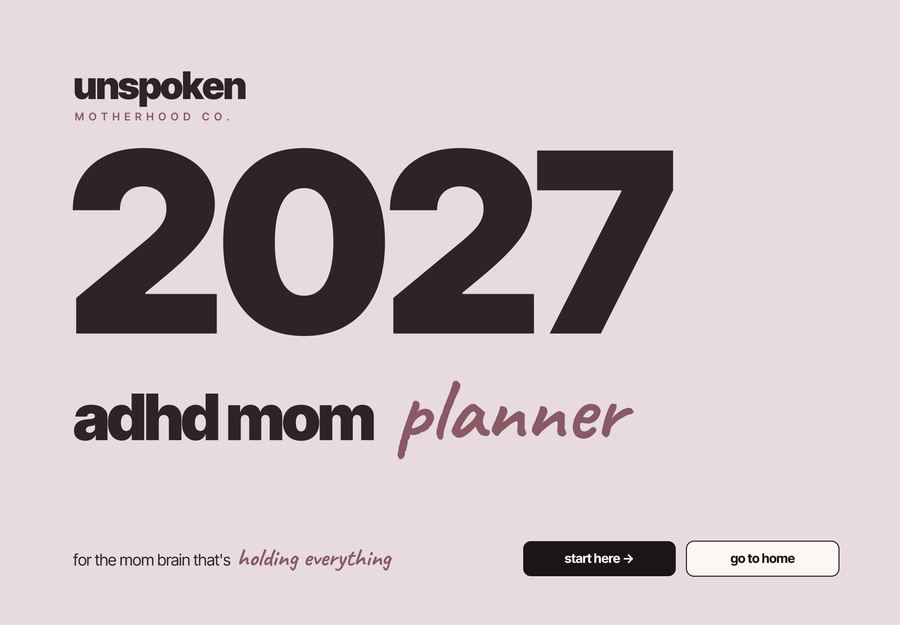 unspoken
MOTHERHOOD CO.
2027
adhd mom planner
for the mom brain that's holding everything
start here →
go to home